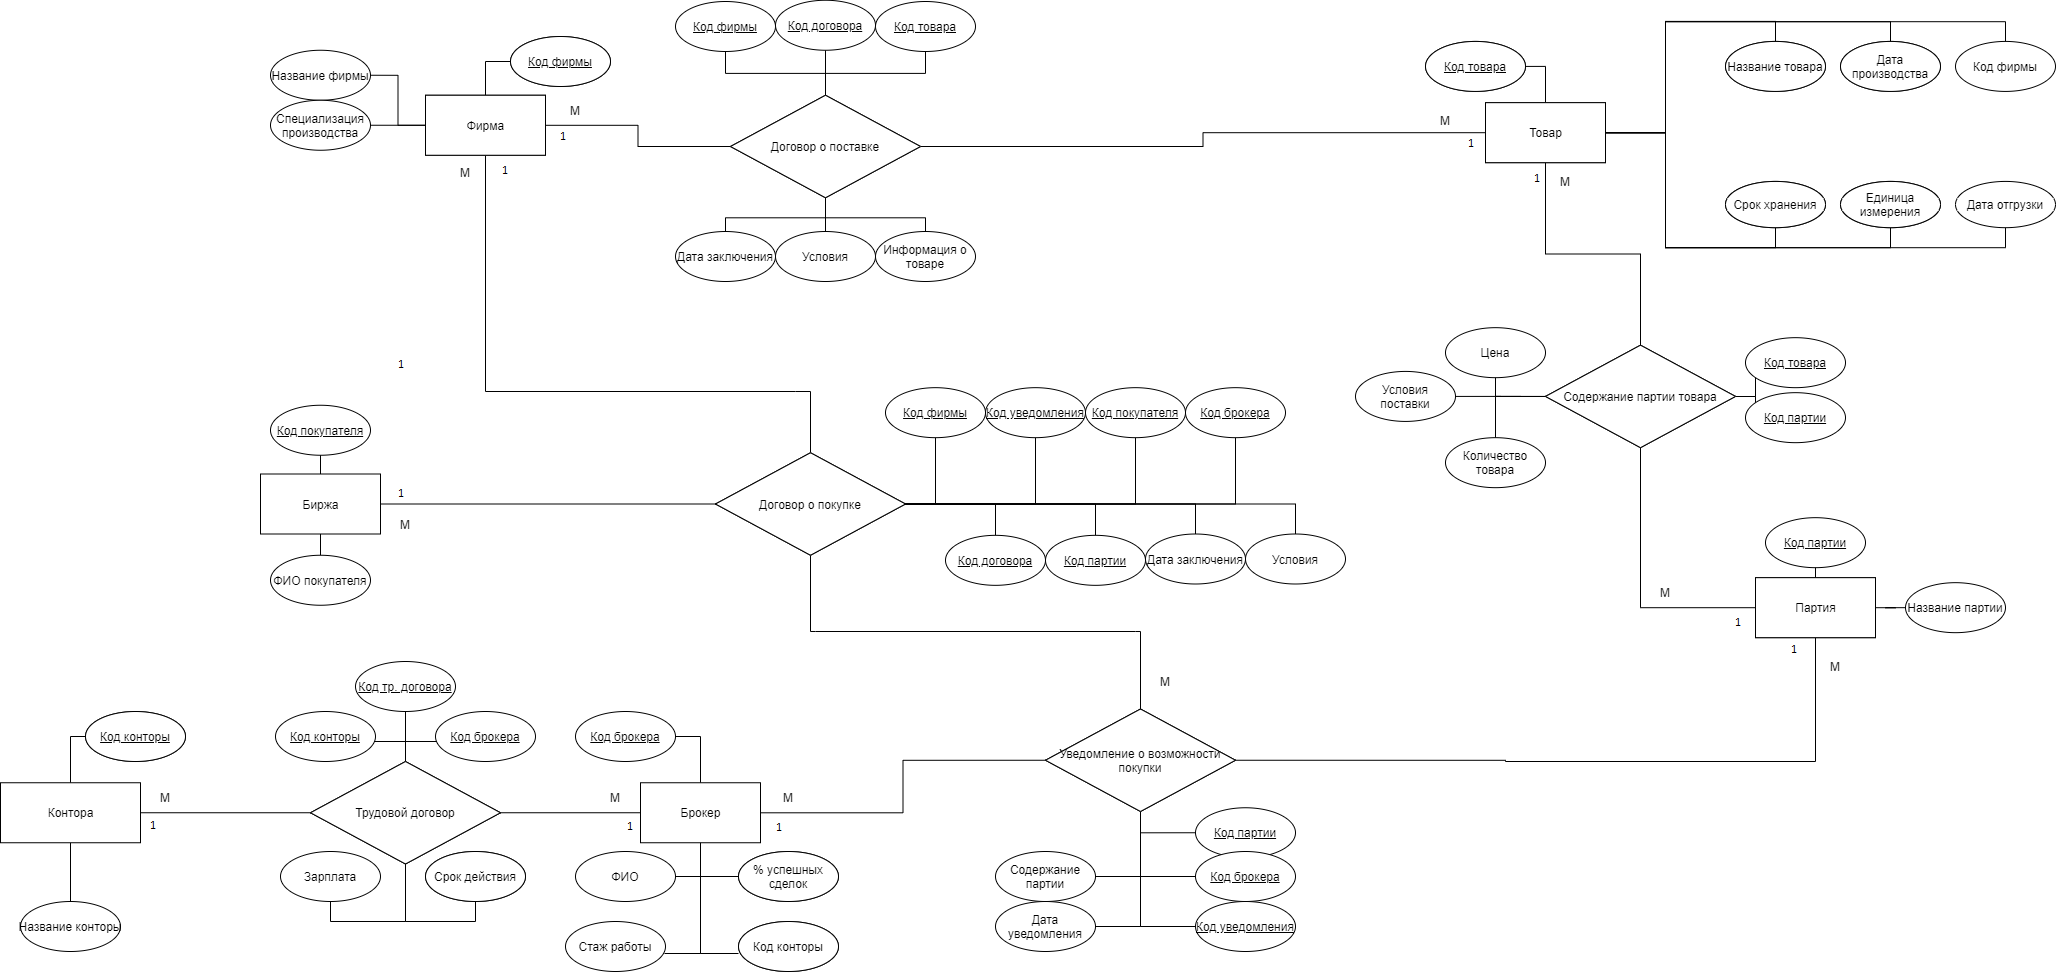 Код фирмы
Код договора
Код товара
Название фирмы
Код фирмы
Специализация
производства
Фирма
М
1
М
1
Договор о поставке
Дата заключения
Условия
Информация о
товаре
Код товара
Название товара
Дата
производства
Код фирмы
М
1
Товар
1
М
Срок хранения
Единица
измерения
Дата отгрузки
1
Цена
Условия
поставки
Количество
товара
Содержание партии товара
Код товара
Код партии
Код покупателя
Биржа
1
М
ФИО покупателя
Договор о покупке
Код фирмы
Код уведомления
Код покупателя
Код брокера
Код договора
Код партии
Дата заключения
Условия
Код партии
М
1
Партия
Название партии
1
М
Код тр. договора
Код конторы
Код конторы
Код брокера
Код брокера
М
Контора
М
1
Трудовой договор
М
1
Брокер
М
1
Уведомление о возможности
покупки
Название конторы
Зарплата
Срок действия
ФИО
% успешных
сделок
Стаж работы
Код конторы
Код партии
Содержание
партии
Код брокера
Дата
уведомления
Код уведомления